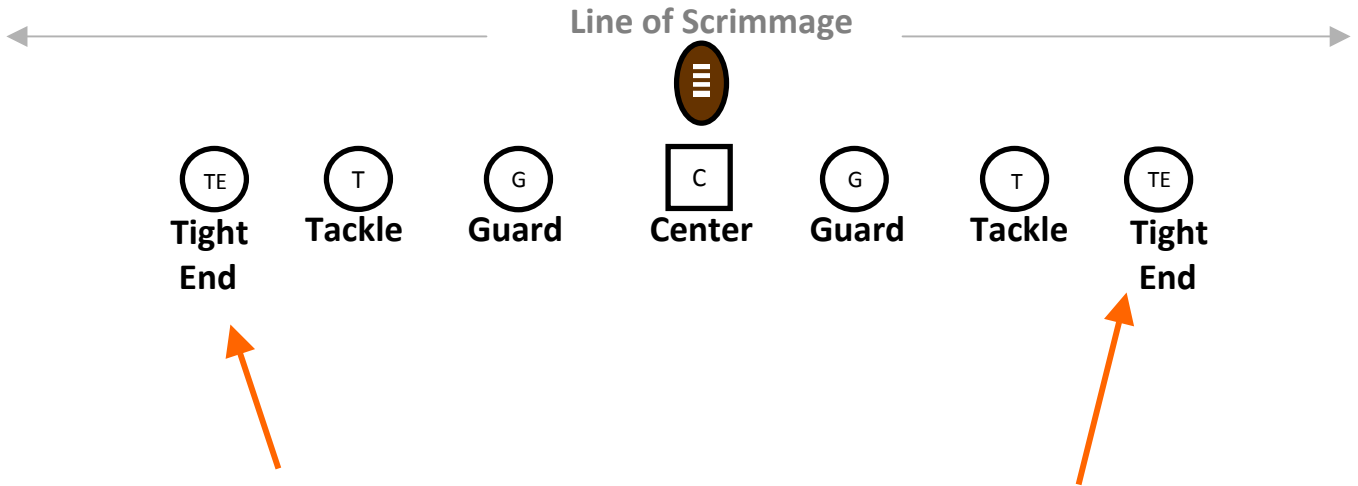 Line of Scrimmage
TE T G C G T TE
Tight Tackle Guard Center Guard Tackle Tight
End End